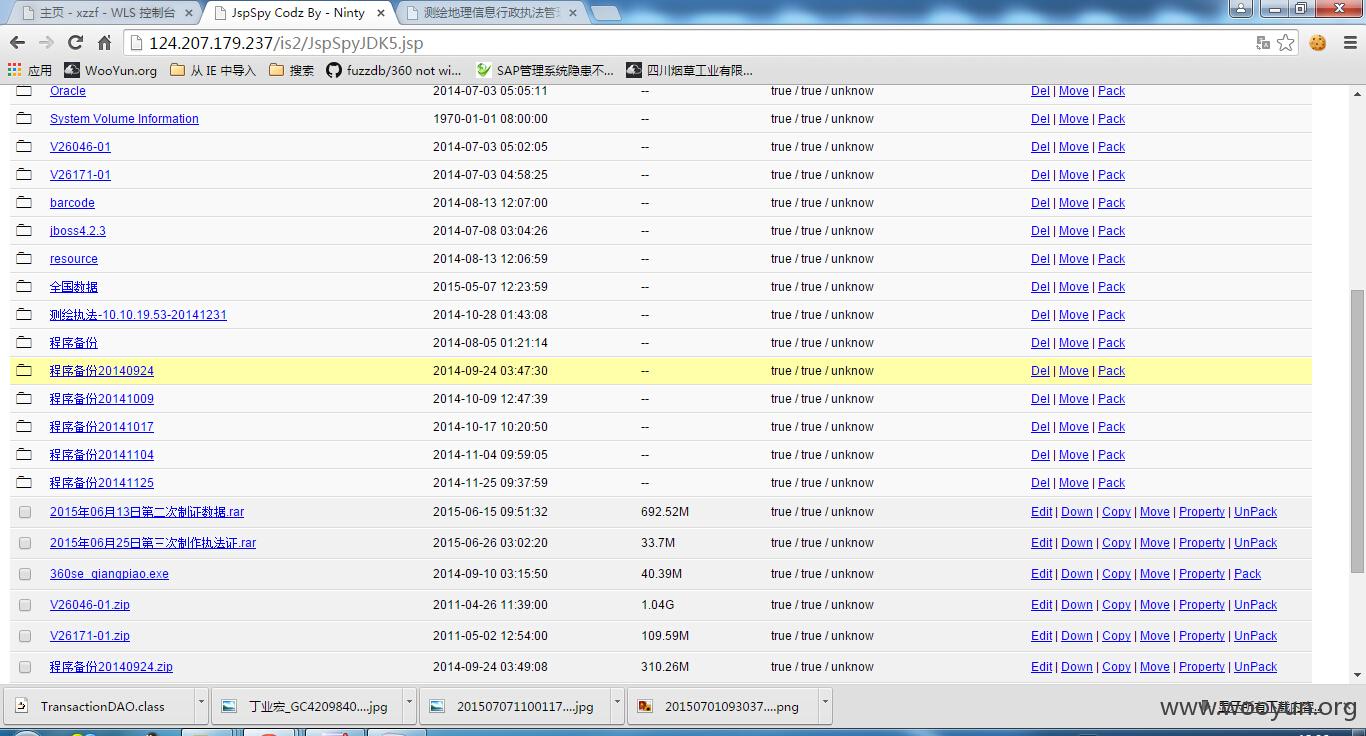 主页 - xzzf - WLS 控制台 × JspSpy Codz By - Ninty × 测绘地理信息行政执法管 ×
124.207.179.237/is2/JspSpyJDK5.jsp
应用 WooYun.org 从 IE 中导入 搜索 fuzzdb/360 not wi... SAP管理系统隐患不... 四川烟草工业有限...
Oracle 2014-07-03 05:05:11 -- true / true / unknow Del | Move | Pack
System Volume Information 1970-01-01 08:00:00 -- true / true / unknow Del | Move | Pack
V26046-01 2014-07-03 05:02:05 -- true / true / unknow Del | Move | Pack
V26171-01 2014-07-03 04:58:25 -- true / true / unknow Del | Move | Pack
barcode 2014-08-13 12:07:00 -- true / true / unknow Del | Move | Pack
jboss4.2.3 2014-07-08 03:04:26 -- true / true / unknow Del | Move | Pack
resource 2014-08-13 12:06:59 -- true / true / unknow Del | Move | Pack
全国数据 2015-05-07 12:23:59 -- true / true / unknow Del | Move | Pack
测绘执法-10.10.19.53-20141231 2014-10-28 01:43:08 -- true / true / unknow Del | Move | Pack
程序备份 2014-08-05 01:21:14 -- true / true / unknow Del | Move | Pack
程序备份20140924 2014-09-24 03:47:30 -- true / true / unknow Del | Move | Pack
程序备份20141009 2014-10-09 12:47:39 -- true / true / unknow Del | Move | Pack
程序备份20141017 2014-10-17 10:20:50 -- true / true / unknow Del | Move | Pack
程序备份20141104 2014-11-04 09:59:05 -- true / true / unknow Del | Move | Pack
程序备份20141125 2014-11-25 09:37:59 -- true / true / unknow Del | Move | Pack
2015年06月13日第二次制证数据.rar 2015-06-15 09:51:32 692.52M true / true / unknow Edit | Down | Copy | Move | Property | UnPack
2015年06月25日第三次制作执法证.rar 2015-06-26 03:02:20 33.7M true / true / unknow Edit | Down | Copy | Move | Property | UnPack
360se_qiangpiao.exe 2014-09-10 03:15:50 40.39M true / true / unknow Edit | Down | Copy | Move | Property | Pack
V26046-01.zip 2011-04-26 11:39:00 1.04G true / true / unknow Edit | Down | Copy | Move | Property | UnPack
V26171-01.zip 2011-05-02 12:54:00 109.59M true / true / unknow Edit | Down | Copy | Move | Property | UnPack
程序备份20140924.zip 2014-09-24 03:49:08 310.26M true / true / unknow Edit | Down | Copy | Move | Property | UnPack
TransactionDAO.class 丁业宏_GC4209840....jpg 201507071100117....jpg 20150701093037....png
www.wooyun.org